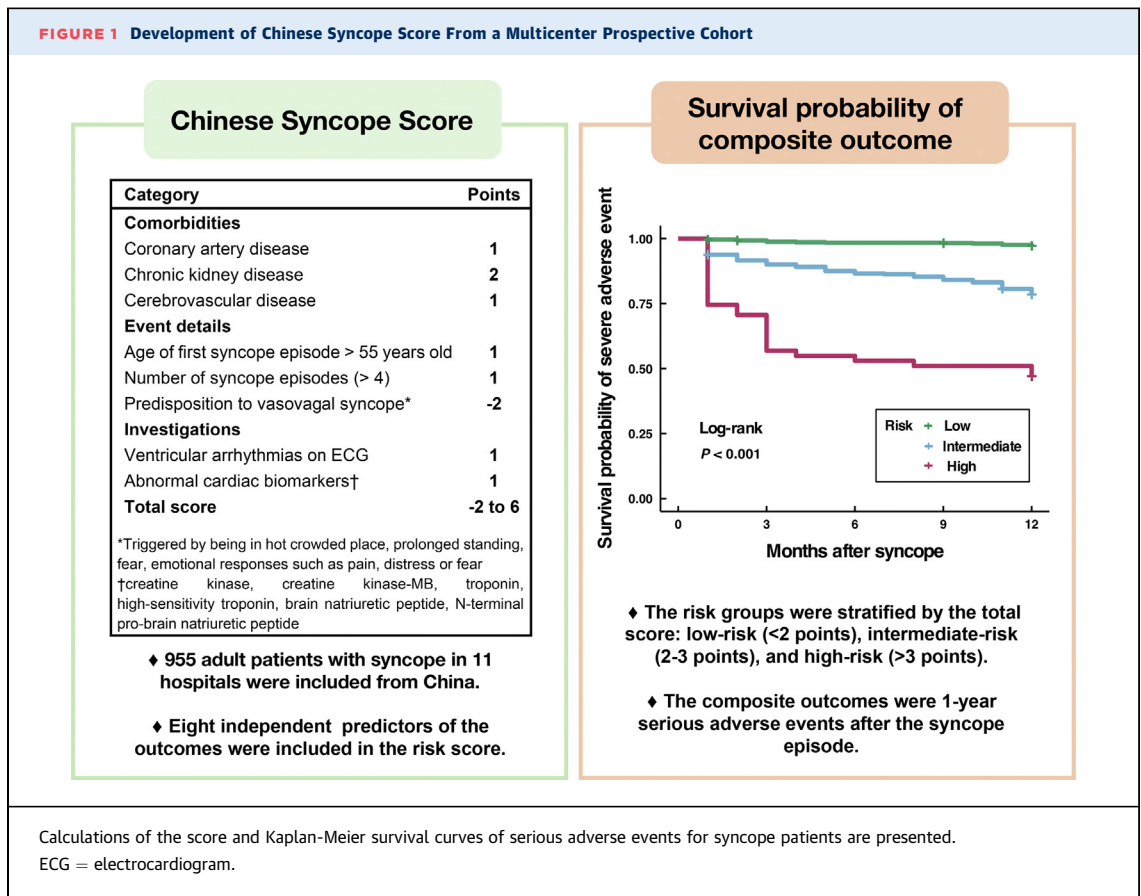 FIGURE 1 Development of Chinese Syncope Score From a Multicenter Prospective Cohort
Chinese Syncope Score
Category Points
Comorbidities
Coronary artery disease 1
Chronic kidney disease 2
Cerebrovascular disease 1
Event details
Age of first syncope episode > 55 years old 1
Number of syncope episodes (> 4) 1
Predisposition to vasovagal syncope* -2
Investigations
Ventricular arrhythmias on ECG 1
Abnormal cardiac biomarkers† 1
Total score -2 to 6
*Triggered by being in hot crowded place, prolonged standing,
fear, emotional responses such as pain, distress or fear
†creatine kinase, creatine kinase-MB, troponin,
high-sensitivity troponin, brain natriuretic peptide, N-terminal
pro-brain natriuretic peptide
♦ 955 adult patients with syncope in 11
hospitals were included from China.
♦ Eight independent predictors of the
outcomes were included in the risk score.
Survival probability of
composite outcome
Survival probability of severe adverse event
1.00
0.75
0.50
0.25
0.00
Log-rank
P < 0.001
Risk Low
Intermediate
High
0 3 6 9 12
Months after syncope
♦ The risk groups were stratified by the total
score: low-risk (<2 points), intermediate-risk
(2-3 points), and high-risk (>3 points).
♦ The composite outcomes were 1-year
serious adverse events after the syncope
episode.
Calculations of the score and Kaplan-Meier survival curves of serious adverse events for syncope patients are presented.
ECG = electrocardiogram.